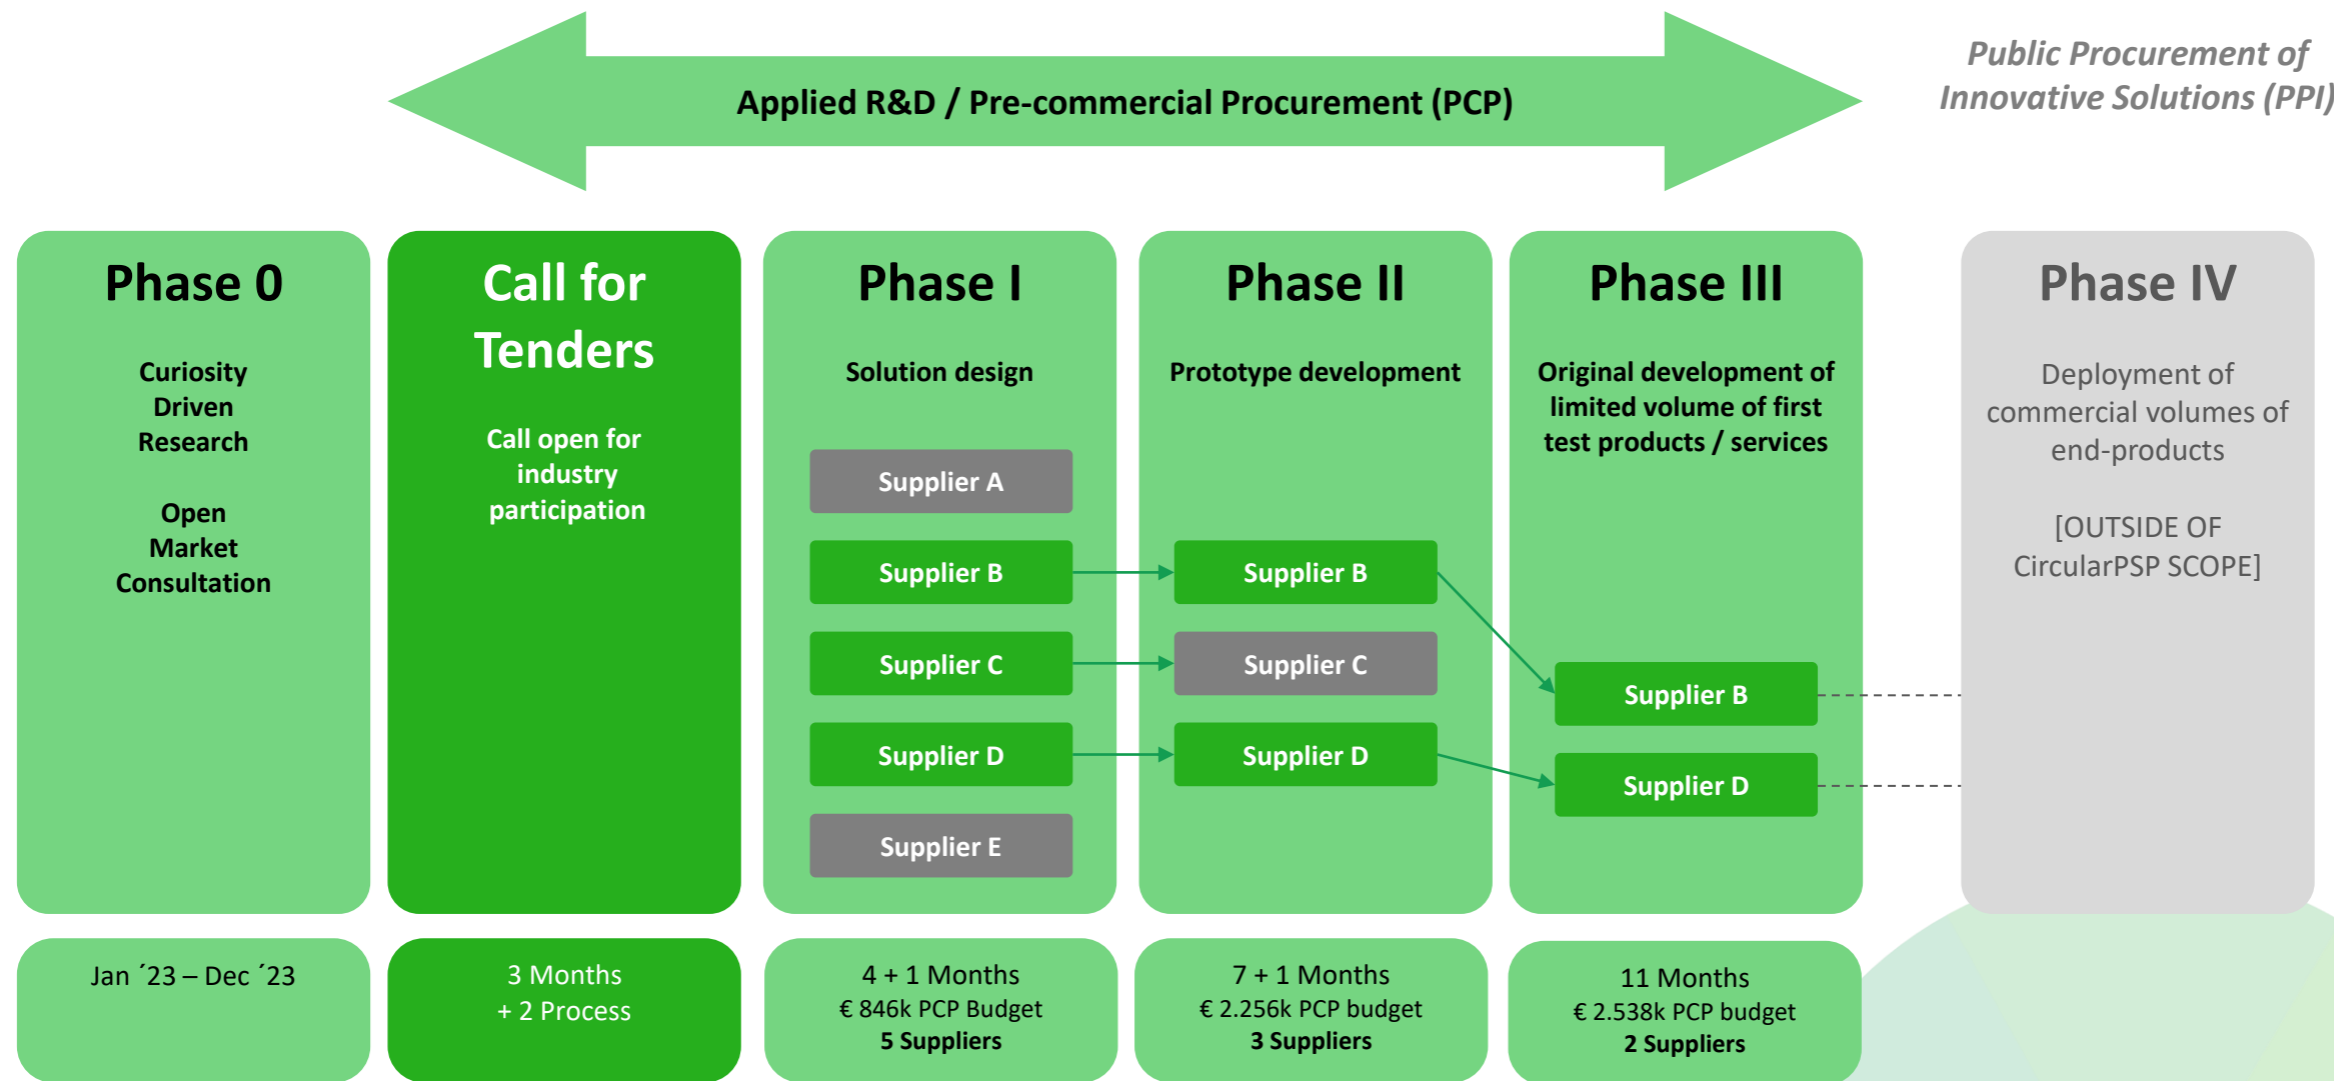 Applied R&D / Pre-commercial Procurement (PCP)
Public Procurement of
Innovative Solutions (PPI)
Phase 0
Curiosity
Driven
Research
Open
Market
Consultation
Jan ´23 – Dec ´23
Call for
Tenders
Call open for
industry
participation
3 Months
+ 2 Process
Phase I
Solution design
Supplier A
Supplier B
Supplier C
Supplier D
Supplier E
4 + 1 Months
€ 846k PCP Budget
5 Suppliers
Phase II
Prototype development
Supplier B
Supplier C
Supplier D
7 + 1 Months
€ 2.256k PCP budget
3 Suppliers
Phase III
Original development of
limited volume of first
test products / services
Supplier B
Supplier D
11 Months
€ 2.538k PCP budget
2 Suppliers
Phase IV
Deployment of
commercial volumes of
end-products
[OUTSIDE OF
CircularPSP SCOPE]